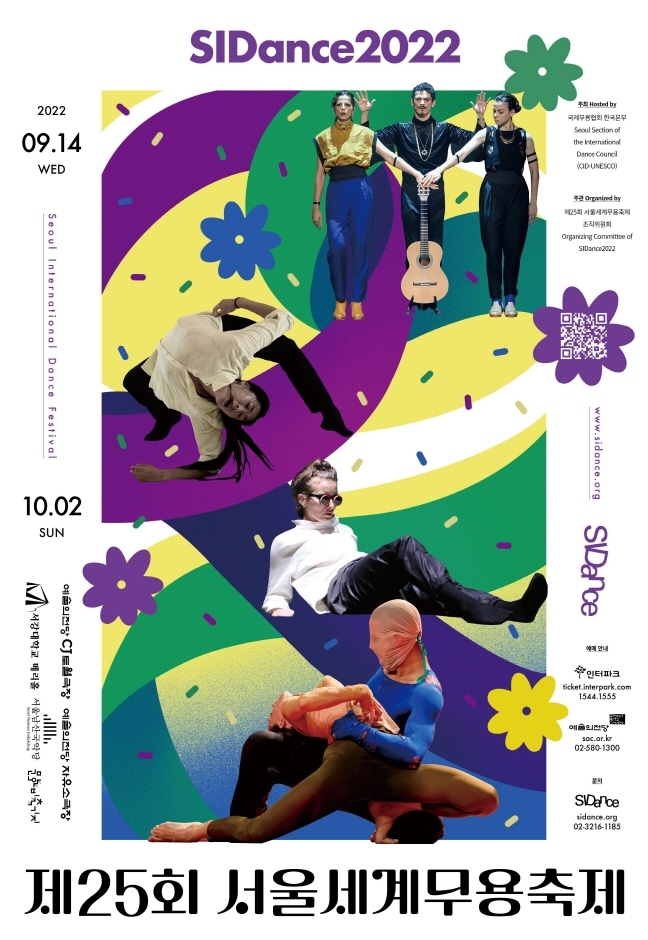 SIDance2022
2022
09.14
WED
Seoul International Dance Festival
10.02
SUN
예술의전당 CJ토월극장 예술의전당 자유소극장
서강대학교 메리홀 서울남산국악당 문화비축기지
주최 Hosted by
국제무용협회 한국본부
Seoul Section of
the International
Dance Council
(CID-UNESCO)
주관 Organized by
제25회 서울세계무용축제
조직위원회
Organizing Committee of
SIDance2022
www.sidance.org
SIDance
예매 안내
인터파크
ticket.interpark.com
1544.1555
예술의전당
sac.or.kr
02-580-1300
문의
SIDance
sidance.org
02-3216-1185
제25회 서울세계무용축제